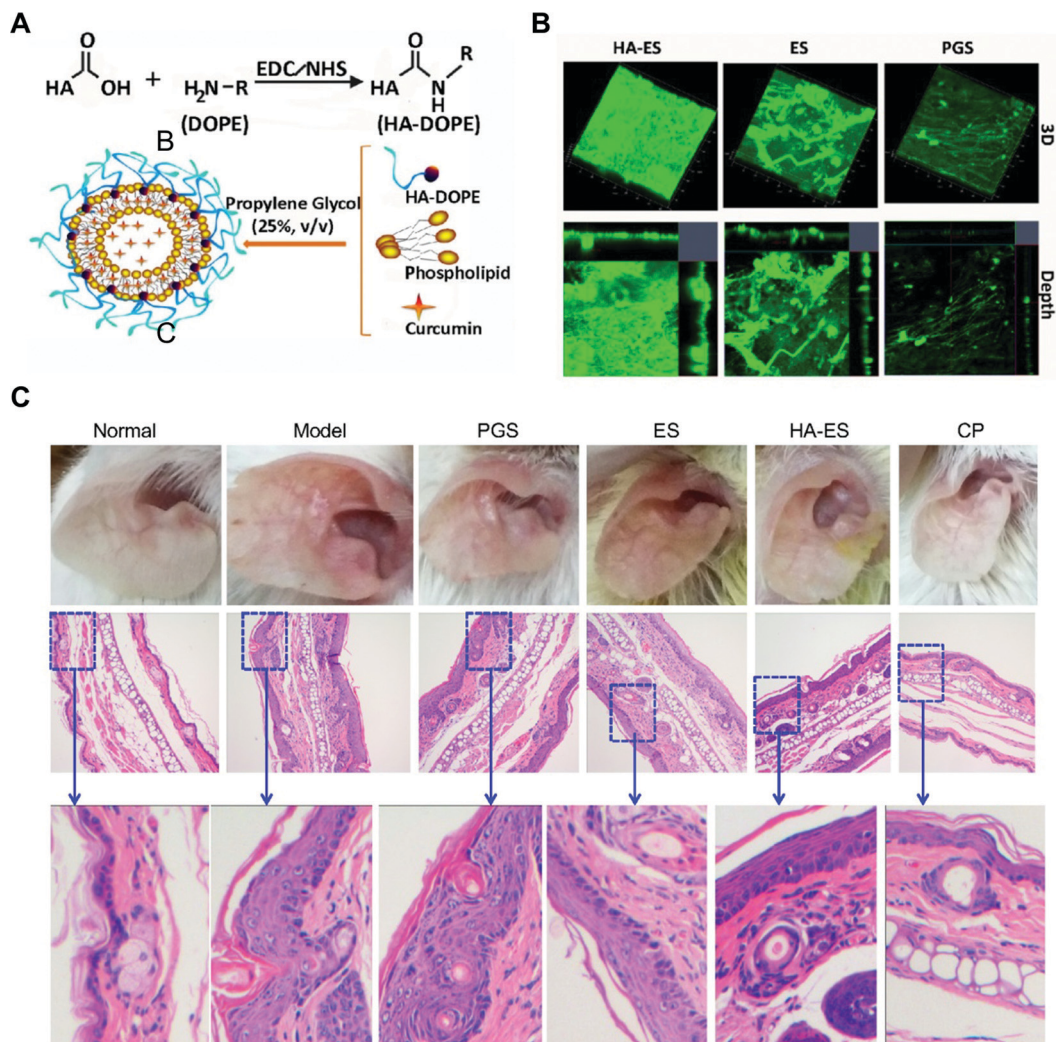 A
O
HA
OH
+
H₂N–R
(DOPE)
EDC/NHS
O
R
HA
N
H
(HA-DOPE)
B
C
Propylene Glycol
(25%, v/v)
HA-DOPE
Phospholipid
Curcumin
B
HA-ES
ES
PGS
3D
Depth
C
Normal
Model
PGS
ES
HA-ES
CP